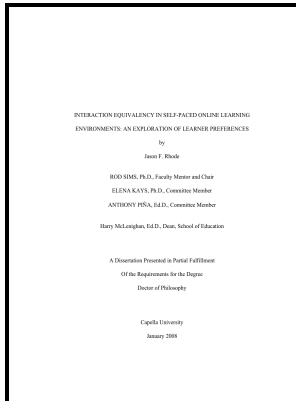 INTERACTION EQUIVALENCY IN SELF-PACED ONLINE LEARNING
ENVIRONMENTS: AN EXPLORATION OF LEARNER PREFERENCES
by
Jason F. Rhode
ROD SIMS, Ph.D., Faculty Mentor and Chair
ELENA KAYS, Ph.D., Committee Member
ANTHONY PIÑA, Ed.D., Committee Member
Harry McLenighan, Ed.D., Dean, School of Education
A Dissertation Presented in Partial Fulfillment
Of the Requirements for the Degree
Doctor of Philosophy
Capella University
January 2008